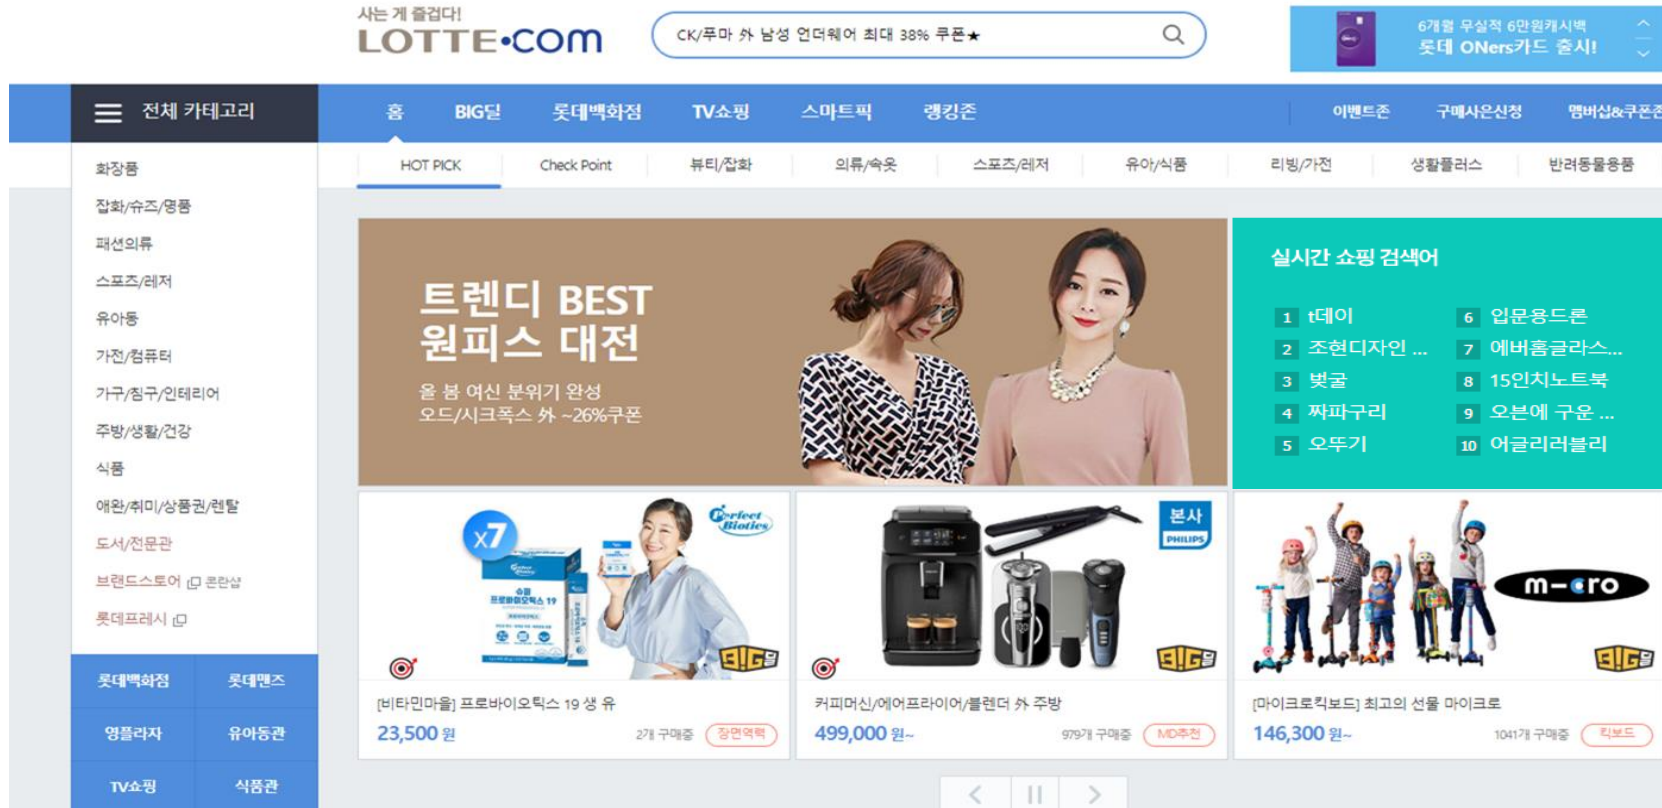 사는 게 즐겁다!
LOTTE•COM
CK/푸마 外 남성 언더웨어 최대 38% 쿠폰★
6개월 무실적 6만원캐시백
롯데 ONers카드 출시!
전체 카테고리
홈 BIG딜 롯데백화점 TV쇼핑 스마트픽 랭킹존
이벤트존 구매사은신청 멤버십&쿠폰존
HOT PICK Check Point 뷰티/잡화 의류/속옷 스포츠/레저 유아/식품 리빙/가전 생활플러스 반려동물용품
화장품
잡화/슈즈/명품
패션의류
스포츠/레저
유아동
가전/컴퓨터
가구/침구/인테리어
주방/생활/건강
식품
애완/취미/상품권/렌탈
도서/전문관
브랜드스토어 콘란샵
롯데프레시
롯데백화점 롯데맨즈
영플라자 유아동관
TV쇼핑 식품관
트렌디 BEST
원피스 대전
올 봄 여신 분위기 완성
오드/시크폭스 外 ~26%쿠폰
실시간 쇼핑 검색어
1 t데이
2 조현디자인 ...
3 벚굴
4 짜파구리
5 오뚜기
6 입문용드론
7 에버홈글라스...
8 15인치노트북
9 오븐에 구운 ...
10 어글리러블리
x7
Perfect
Biotics
슈퍼
프로바이오틱스 19
BIG
[비타민마을] 프로바이오틱스 19 생 유
23,500 원
2개 구매중 장면역력
본사
PHILIPS
BIG
커피머신/에어프라이어/블렌더 外 주방
499,000 원~
979개 구매중 MD추천
m-cro
BIG
[마이크로킥보드] 최고의 선물 마이크로
146,300 원~
1041개 구매중 킥보드